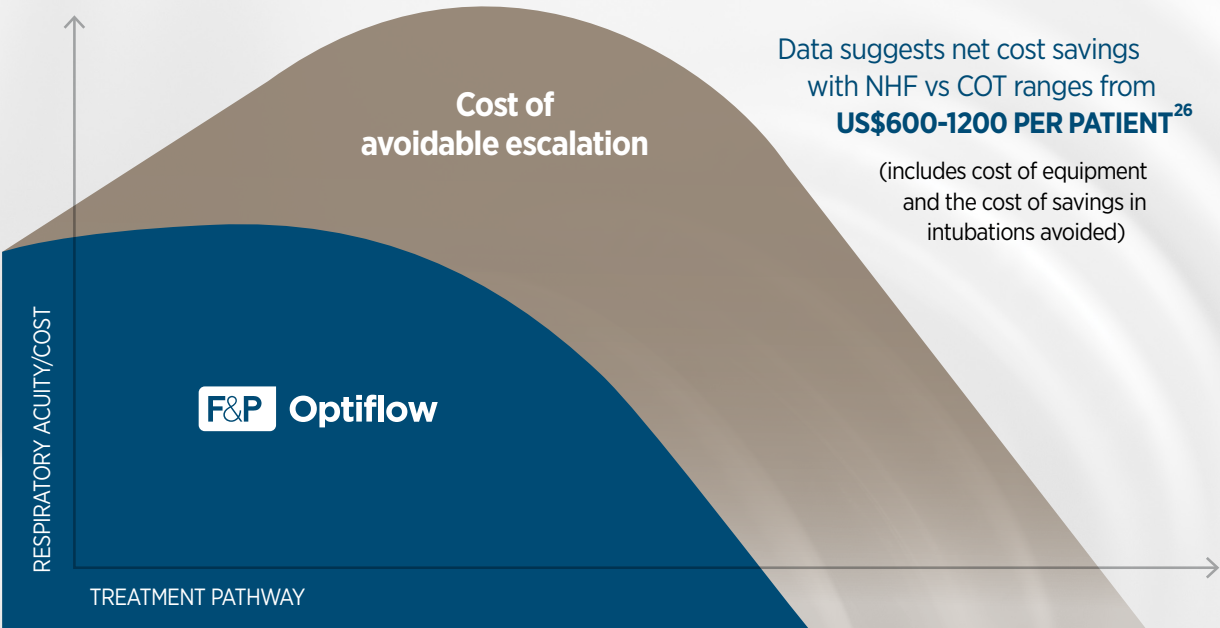 Data suggests net cost savings
with NHF vs COT ranges from
US$600-1200 PER PATIENT26
(includes cost of equipment
and the cost of savings in
intubations avoided)
Cost of
avoidable escalation
F&P Optiflow
RESPIRATORY ACUITY/COST
TREATMENT PATHWAY